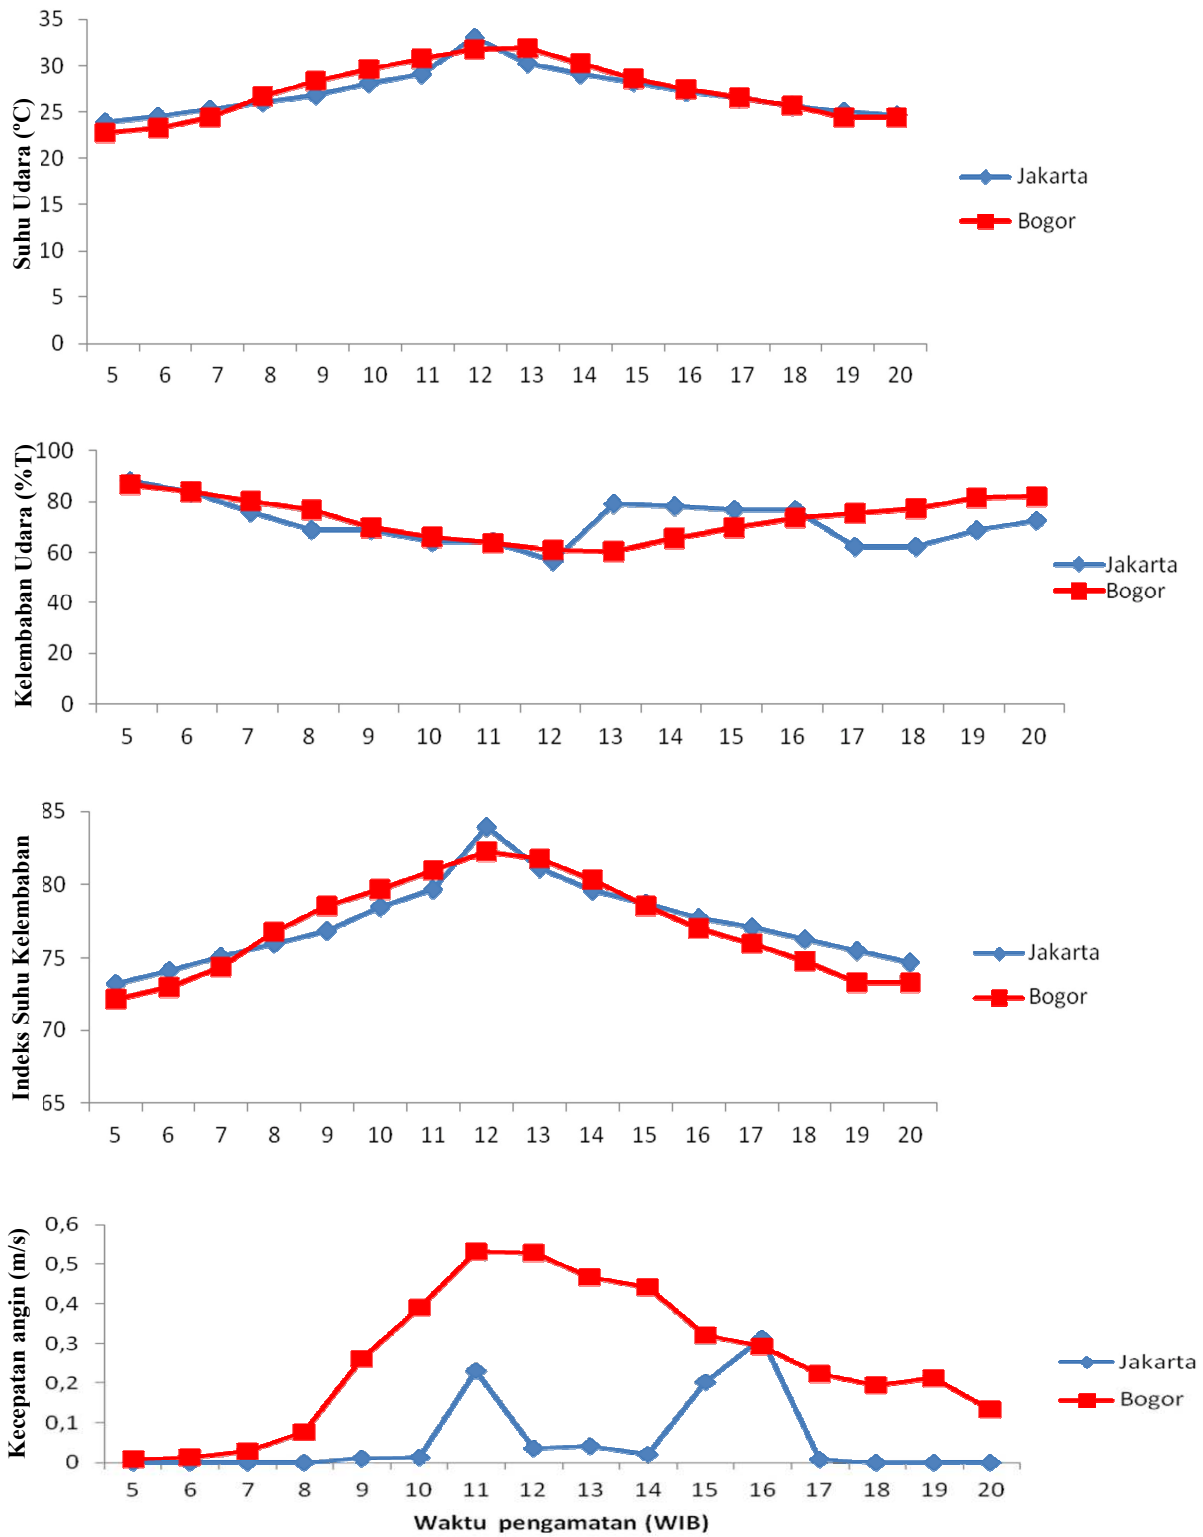 Suhu Udara (ºC)
35
30
25
20
15
10
5
0
5 6 7 8 9 10 11 12 13 14 15 16 17 18 19 20
Jakarta
Bogor
Kelembaban Udara (%T)
100
80
60
40
20
0
5 6 7 8 9 10 11 12 13 14 15 16 17 18 19 20
Jakarta
Bogor
Indeks Suhu Kelembaban
85
80
75
70
65
5 6 7 8 9 10 11 12 13 14 15 16 17 18 19 20
Jakarta
Bogor
Kecepatan angin (m/s)
0,6
0,5
0,4
0,3
0,2
0,1
0
5 6 7 8 9 10 11 12 13 14 15 16 17 18 19 20
Jakarta
Bogor
Waktu pengamatan (WIB)